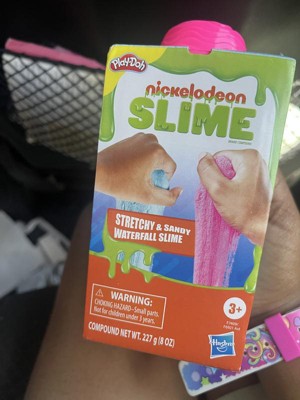 Play-Doh
nickelodeon
SLIME
STRETCHY & SANDY
WATERFALL SLIME
WARNING:
CHOKING HAZARD-Small parts.
Not for children under 3 years.
3+
COMPOUND NET WT. 227 g (8 OZ)
Hasbro